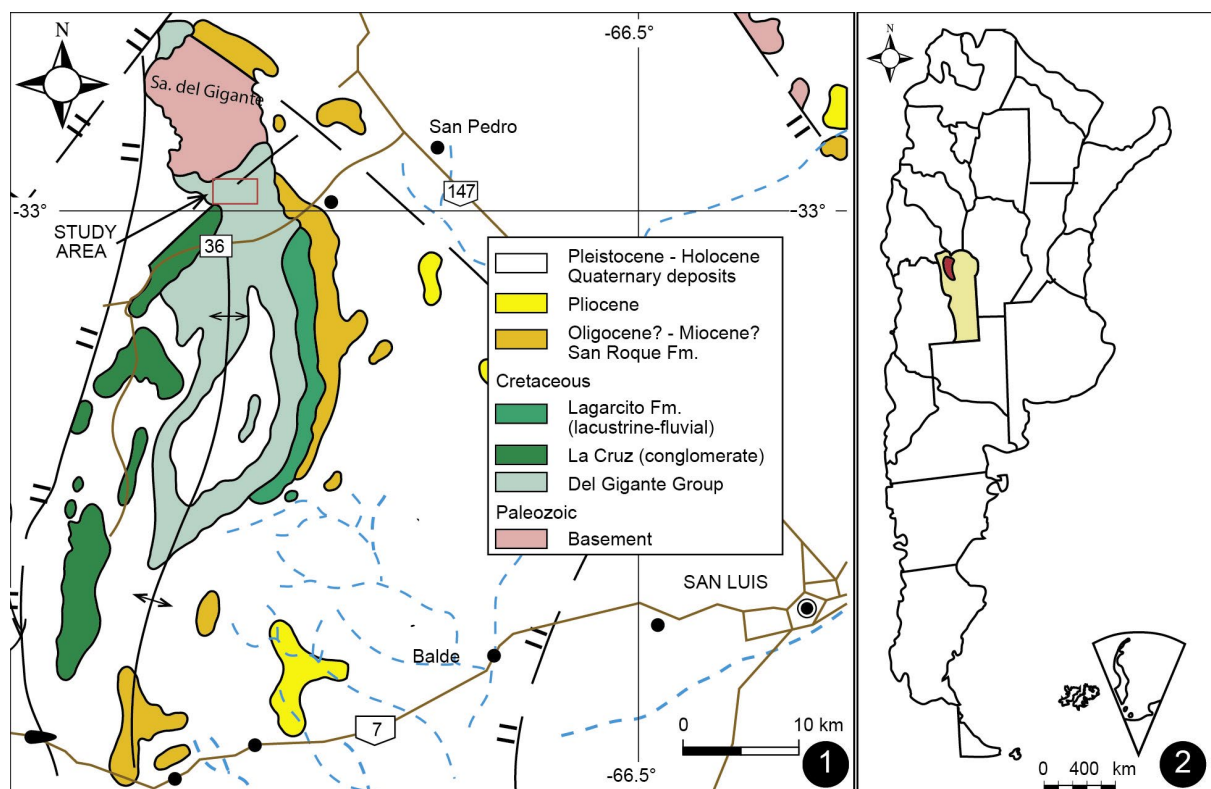 N
-66.5°
N
Sa. del Gigante
San Pedro
147
-33°
-33°
STUDY
AREA
36
Pleistocene - Holocene
Quaternary deposits
Pliocene
Oligocene? - Miocene?
San Roque Fm.
Cretaceous
Lagarcito Fm.
(lacustrine-fluvial)
La Cruz (conglomerate)
Del Gigante Group
Paleozoic
Basement
SAN LUIS
Balde
7
0 10 km
-66.5°
1
0 400 km
2